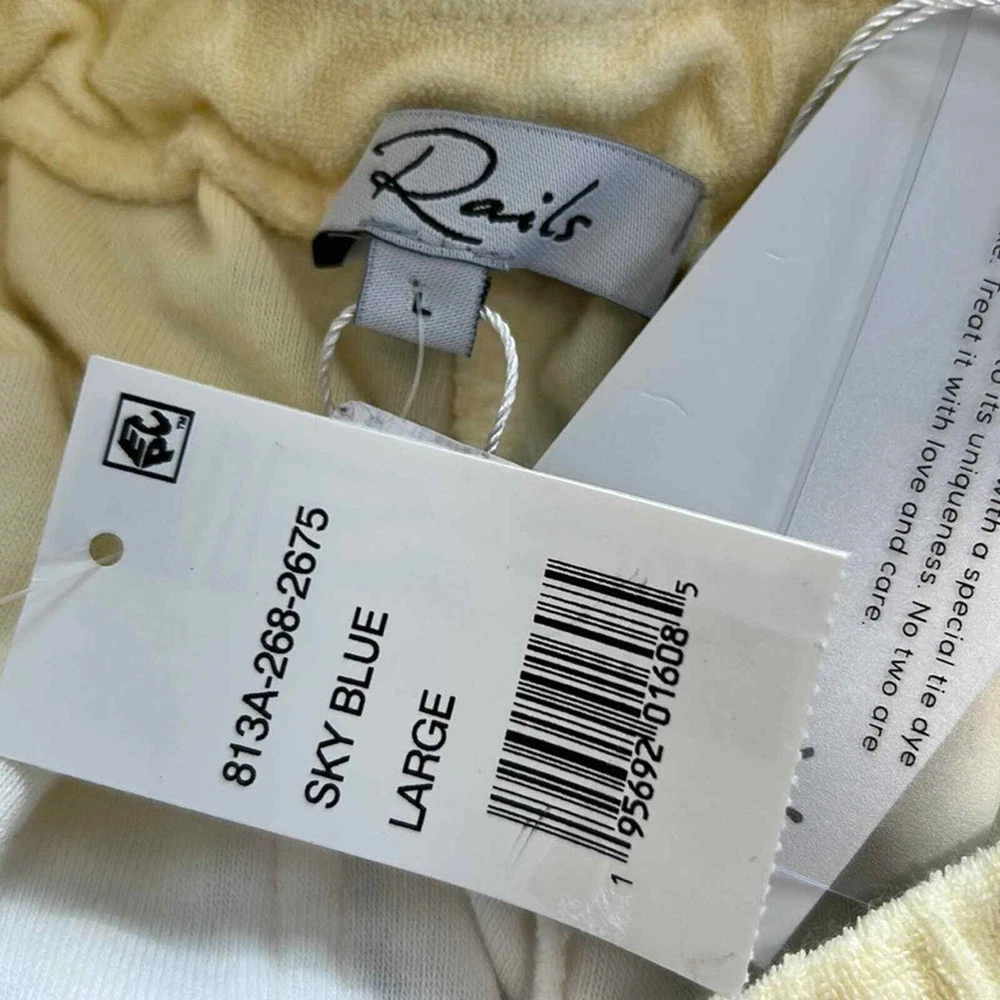 Rails
L
EPC™
813A-268-2675
SKY BLUE
LARGE
1 95692 01608 5
with a special tie dye
to its uniqueness. No two are
Treat it with love and care.